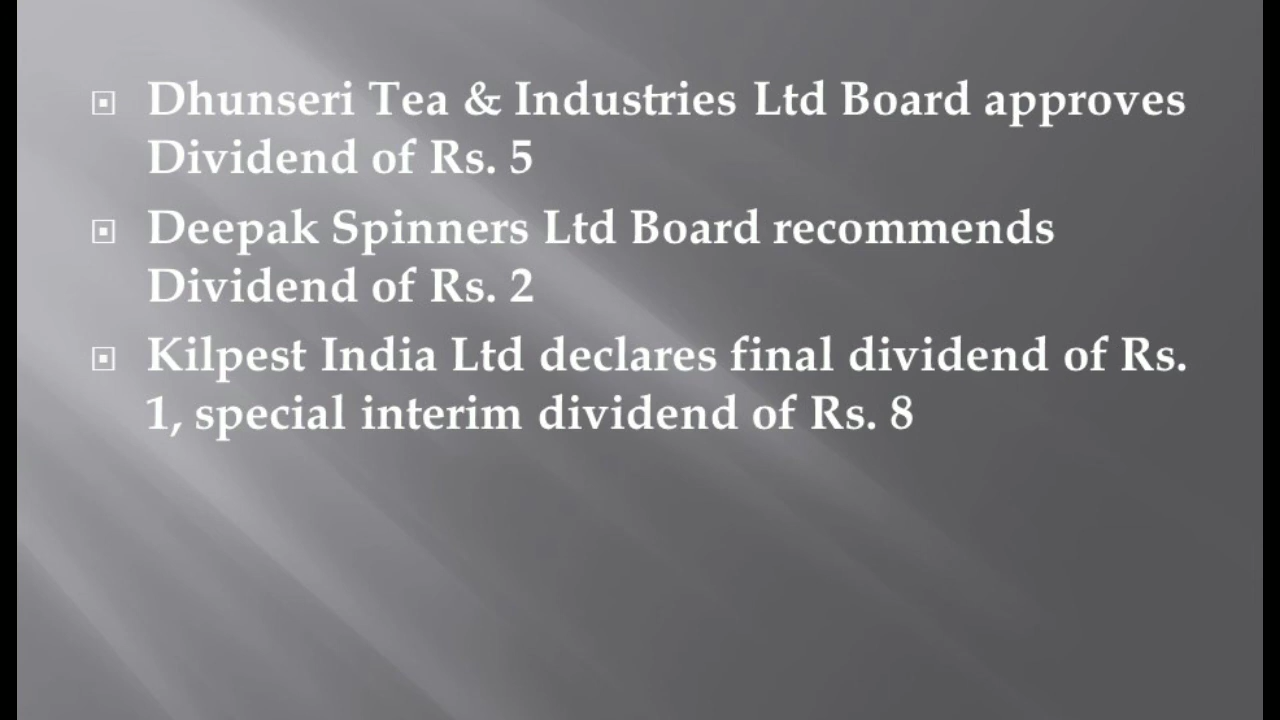 Dhunseri Tea & Industries Ltd Board approves
Dividend of Rs. 5
Deepak Spinners Ltd Board recommends
Dividend of Rs. 2
Kilpest India Ltd declares final dividend of Rs.
1, special interim dividend of Rs. 8